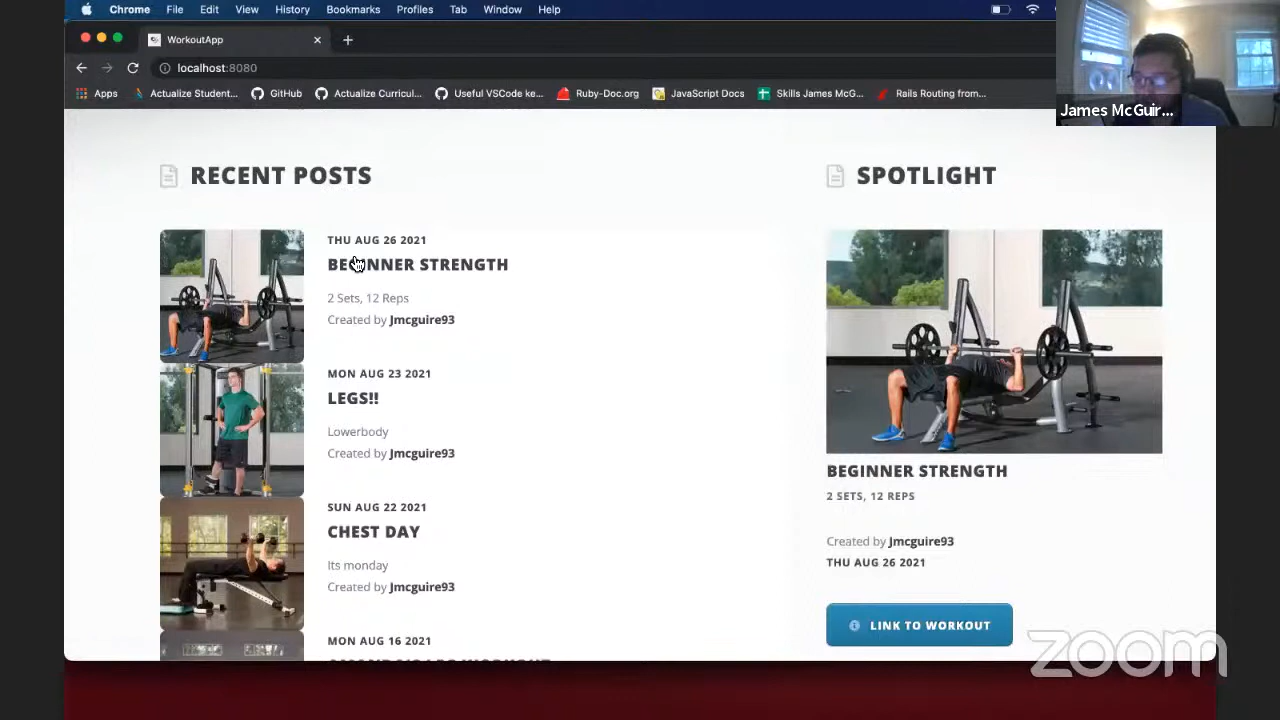 Chrome File Edit View History Bookmarks Profiles Tab Window Help
WorkoutApp
localhost:8080
Apps Actualize Student... GitHub Actualize Curricul... Useful VSCode ke... Ruby-Doc.org JavaScript Docs Skills James McG... Rails Routing from...
James McGuir...
RECENT POSTS
THU AUG 26 2021
BEGINNER STRENGTH
2 Sets, 12 Reps
Created by Jmcguire93
MON AUG 23 2021
LEGS!!
Lowerbody
Created by Jmcguire93
SUN AUG 22 2021
CHEST DAY
Its monday
Created by Jmcguire93
MON AUG 16 2021
SPOTLIGHT
BEGINNER STRENGTH
2 SETS, 12 REPS
Created by Jmcguire93
THU AUG 26 2021
LINK TO WORKOUT
zoom